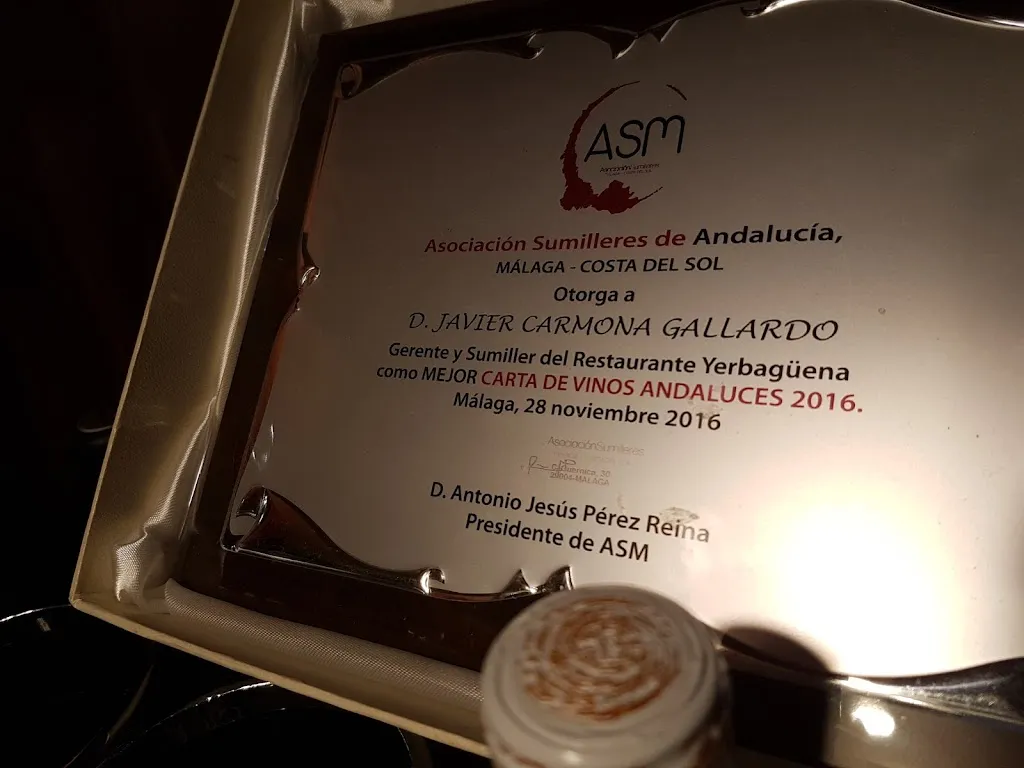 ASM
Asociación Sumilleres de Andalucía,
MÁLAGA - COSTA DEL SOL
Otorga a
D. JAVIER CARMONA GALLARDO
Gerente y Sumiller del Restaurante Yerbagüena
como MEJOR CARTA DE VINOS ANDALUCES 2016.
Málaga, 28 noviembre 2016
AsociaciónSumilleres
D. Antonio Jesús Pérez Reina
Presidente de ASM